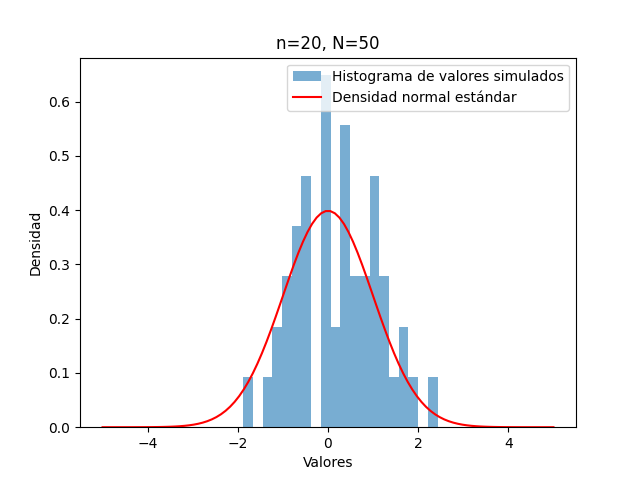 n=20, N=50
Histograma de valores simulados
Densidad normal estándar
Densidad
0.6
0.5
0.4
0.3
0.2
0.1
0.0
−4
−2
0
2
4
Valores